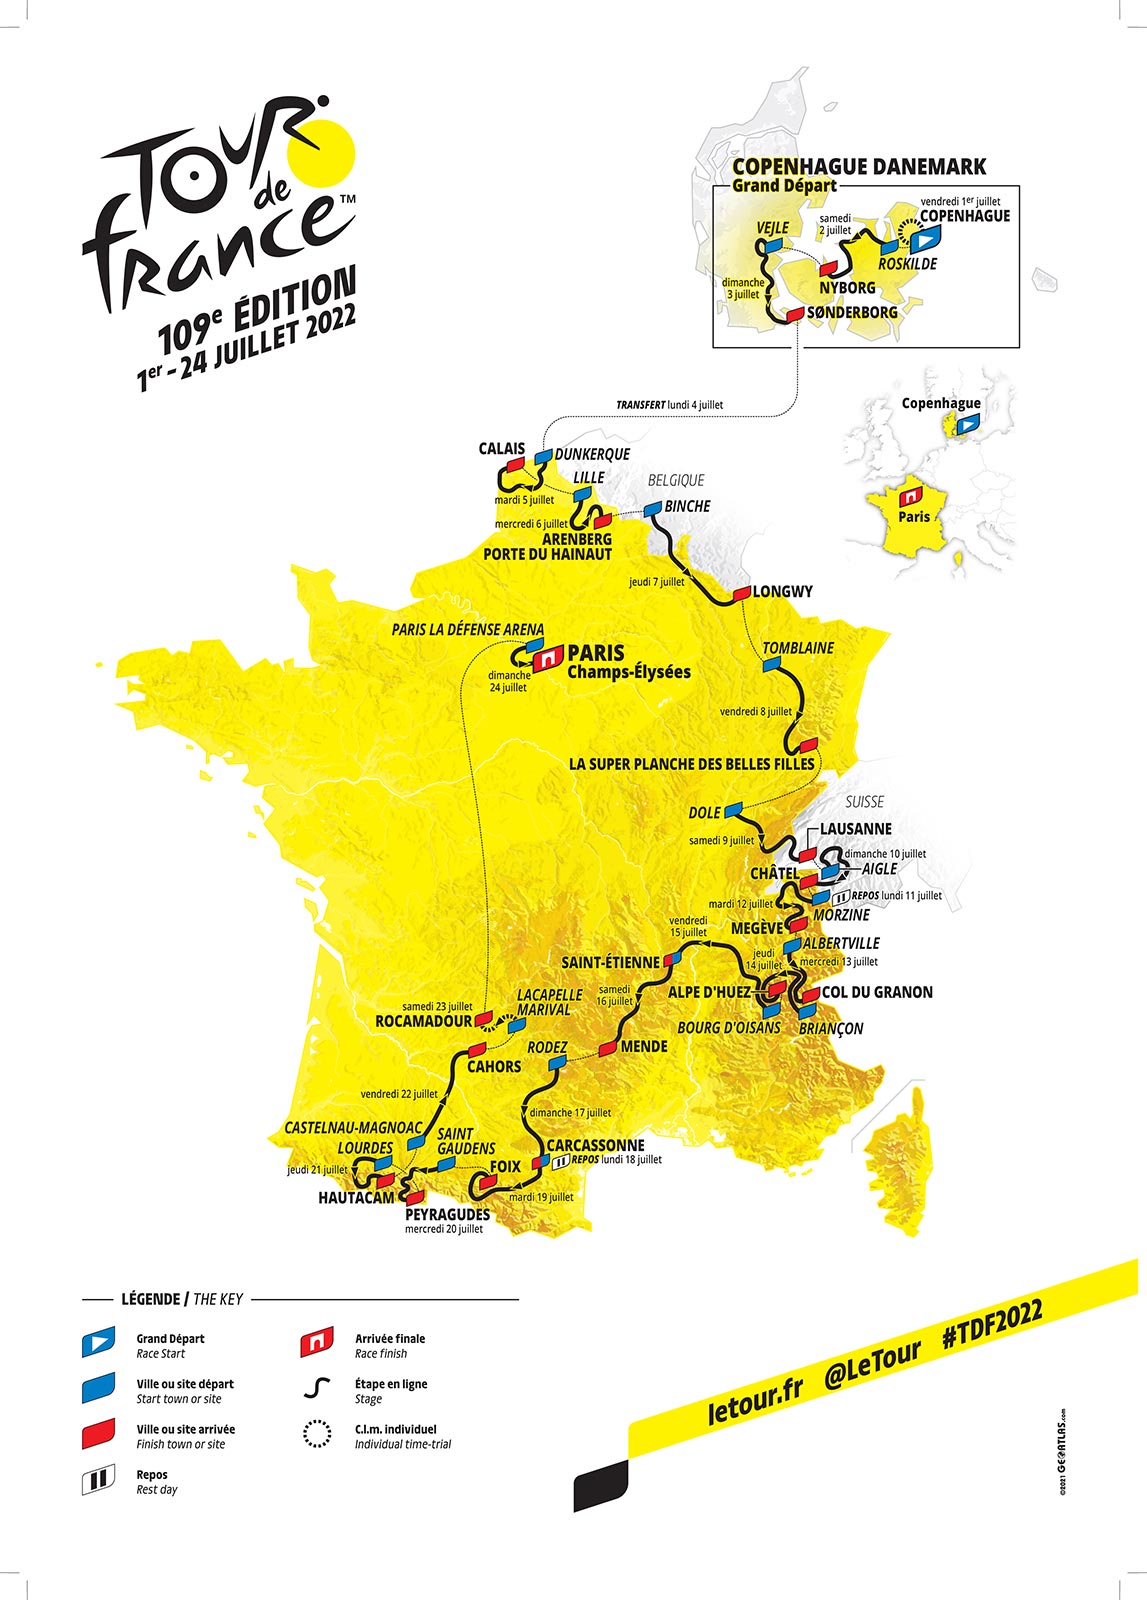 TOUR
de
france™
109e ÉDITION
1er – 24 JUILLET 2022
COPENHAGUE DANEMARK
Grand Départ
vendredi 1er juillet
COPENHAGUE
samedi
2 juillet
VEJLE
ROSKILDE
dimanche
3 juillet
NYBORG
SØNDERBORG
TRANSFERT lundi 4 juillet
Copenhague
Paris
CALAIS
DUNKERQUE
LILLE
mardi 5 juillet
BELGIQUE
BINCHE
mercredi 6 juillet
ARENBERG
PORTE DU HAINAUT
jeudi 7 juillet
LONGWY
PARIS LA DÉFENSE ARENA
PARIS
Champs-Élysées
dimanche
24 juillet
TOMBLAINE
vendredi 8 juillet
LA SUPER PLANCHE DES BELLES FILLES
SUISSE
DOLE
LAUSANNE
samedi 9 juillet
dimanche 10 juillet
AIGLE
CHÂTEL
REPOS lundi 11 juillet
mardi 12 juillet
MORZINE
MEGÈVE
vendredi
15 juillet
ALBERTVILLE
jeudi
14 juillet
mercredi 13 juillet
SAINT-ÉTIENNE
samedi
16 juillet
ALPE D'HUEZ
COL DU GRANON
BOURG D'OISANS
BRIANÇON
samedi 23 juillet
LACAPELLE
MARIVAL
ROCAMADOUR
RODEZ
MENDE
CAHORS
vendredi 22 juillet
dimanche 17 juillet
CASTELNAU-MAGNOAC
LOURDES
SAINT
GAUDENS
CARCASSONNE
REPOS lundi 18 juillet
jeudi 21 juillet
FOIX
HAUTACAM
mardi 19 juillet
PEYRAGUDES
mercredi 20 juillet
LÉGENDE / THE KEY
Grand Départ
Race Start
Ville ou site départ
Start town or site
Ville ou site arrivée
Finish town or site
Repos
Rest day
Arrivée finale
Race finish
Étape en ligne
Stage
C.l.m. individuel
Individual time-trial
letour.fr @LeTour #TDF2022
©2021 GEOATLAS.com